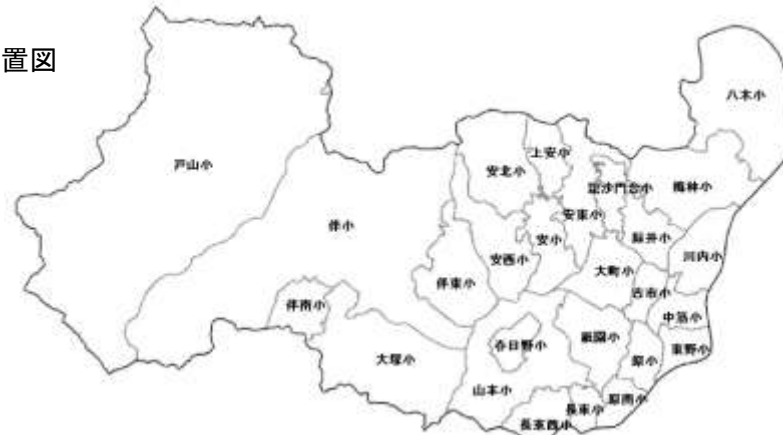 置図
八木小
戸山小
上安小
安北小
毘沙門台小
梅林小
安東小
伴小
安小
緑井小
川内小
安西小
大町小
伴東小
古市小
伴南小
中筋小
春日野小
祇園小
東野小
大塚小
原小
山本小
長束小
原南小
長束西小